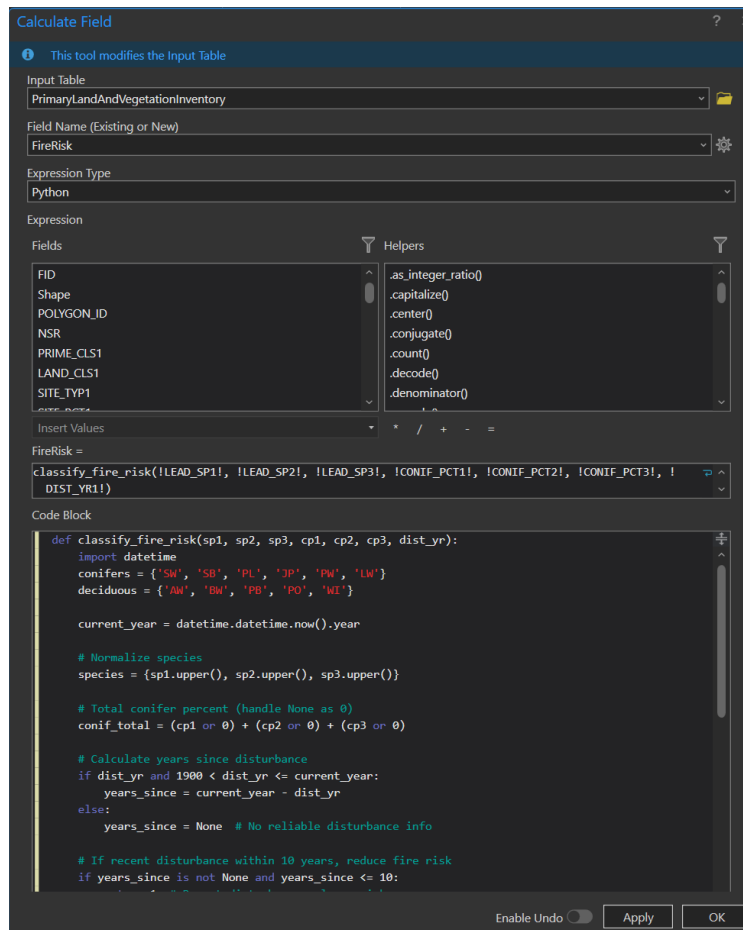 Calculate Field
?
This tool modifies the Input Table
Input Table
PrimaryLandAndVegetationInventory
Field Name (Existing or New)
FireRisk
Expression Type
Python
Expression
Fields
Helpers
FID
Shape
POLYGON_ID
NSR
PRIME_CLS1
LAND_CLS1
SITE_TYP1
.as_integer_ratio()
.capitalize()
.center()
.conjugate()
.count()
.decode()
.denominator()
Insert Values
* / + - =
FireRisk =
classify_fire_risk(!LEAD_SP1!, !LEAD_SP2!, !LEAD_SP3!, !CONIF_PCT1!, !CONIF_PCT2!, !CONIF_PCT3!, !
DIST_YR1!)
Code Block
def classify_fire_risk(sp1, sp2, sp3, cp1, cp2, cp3, dist_yr):
import datetime
conifers = {'SW', 'SB', 'PL', 'JP', 'PW', 'LW'}
deciduous = {'AW', 'BW', 'PB', 'PO', 'WI'}
current_year = datetime.datetime.now().year
# Normalize species
species = {sp1.upper(), sp2.upper(), sp3.upper()}
# Total conifer percent (handle None as 0)
conif_total = (cp1 or 0) + (cp2 or 0) + (cp3 or 0)
# Calculate years since disturbance
if dist_yr and 1900 < dist_yr <= current_year:
years_since = current_year - dist_yr
else:
years_since = None # No reliable disturbance info
# If recent disturbance within 10 years, reduce fire risk
if years_since is not None and years_since <= 10:
Enable Undo
Apply
OK